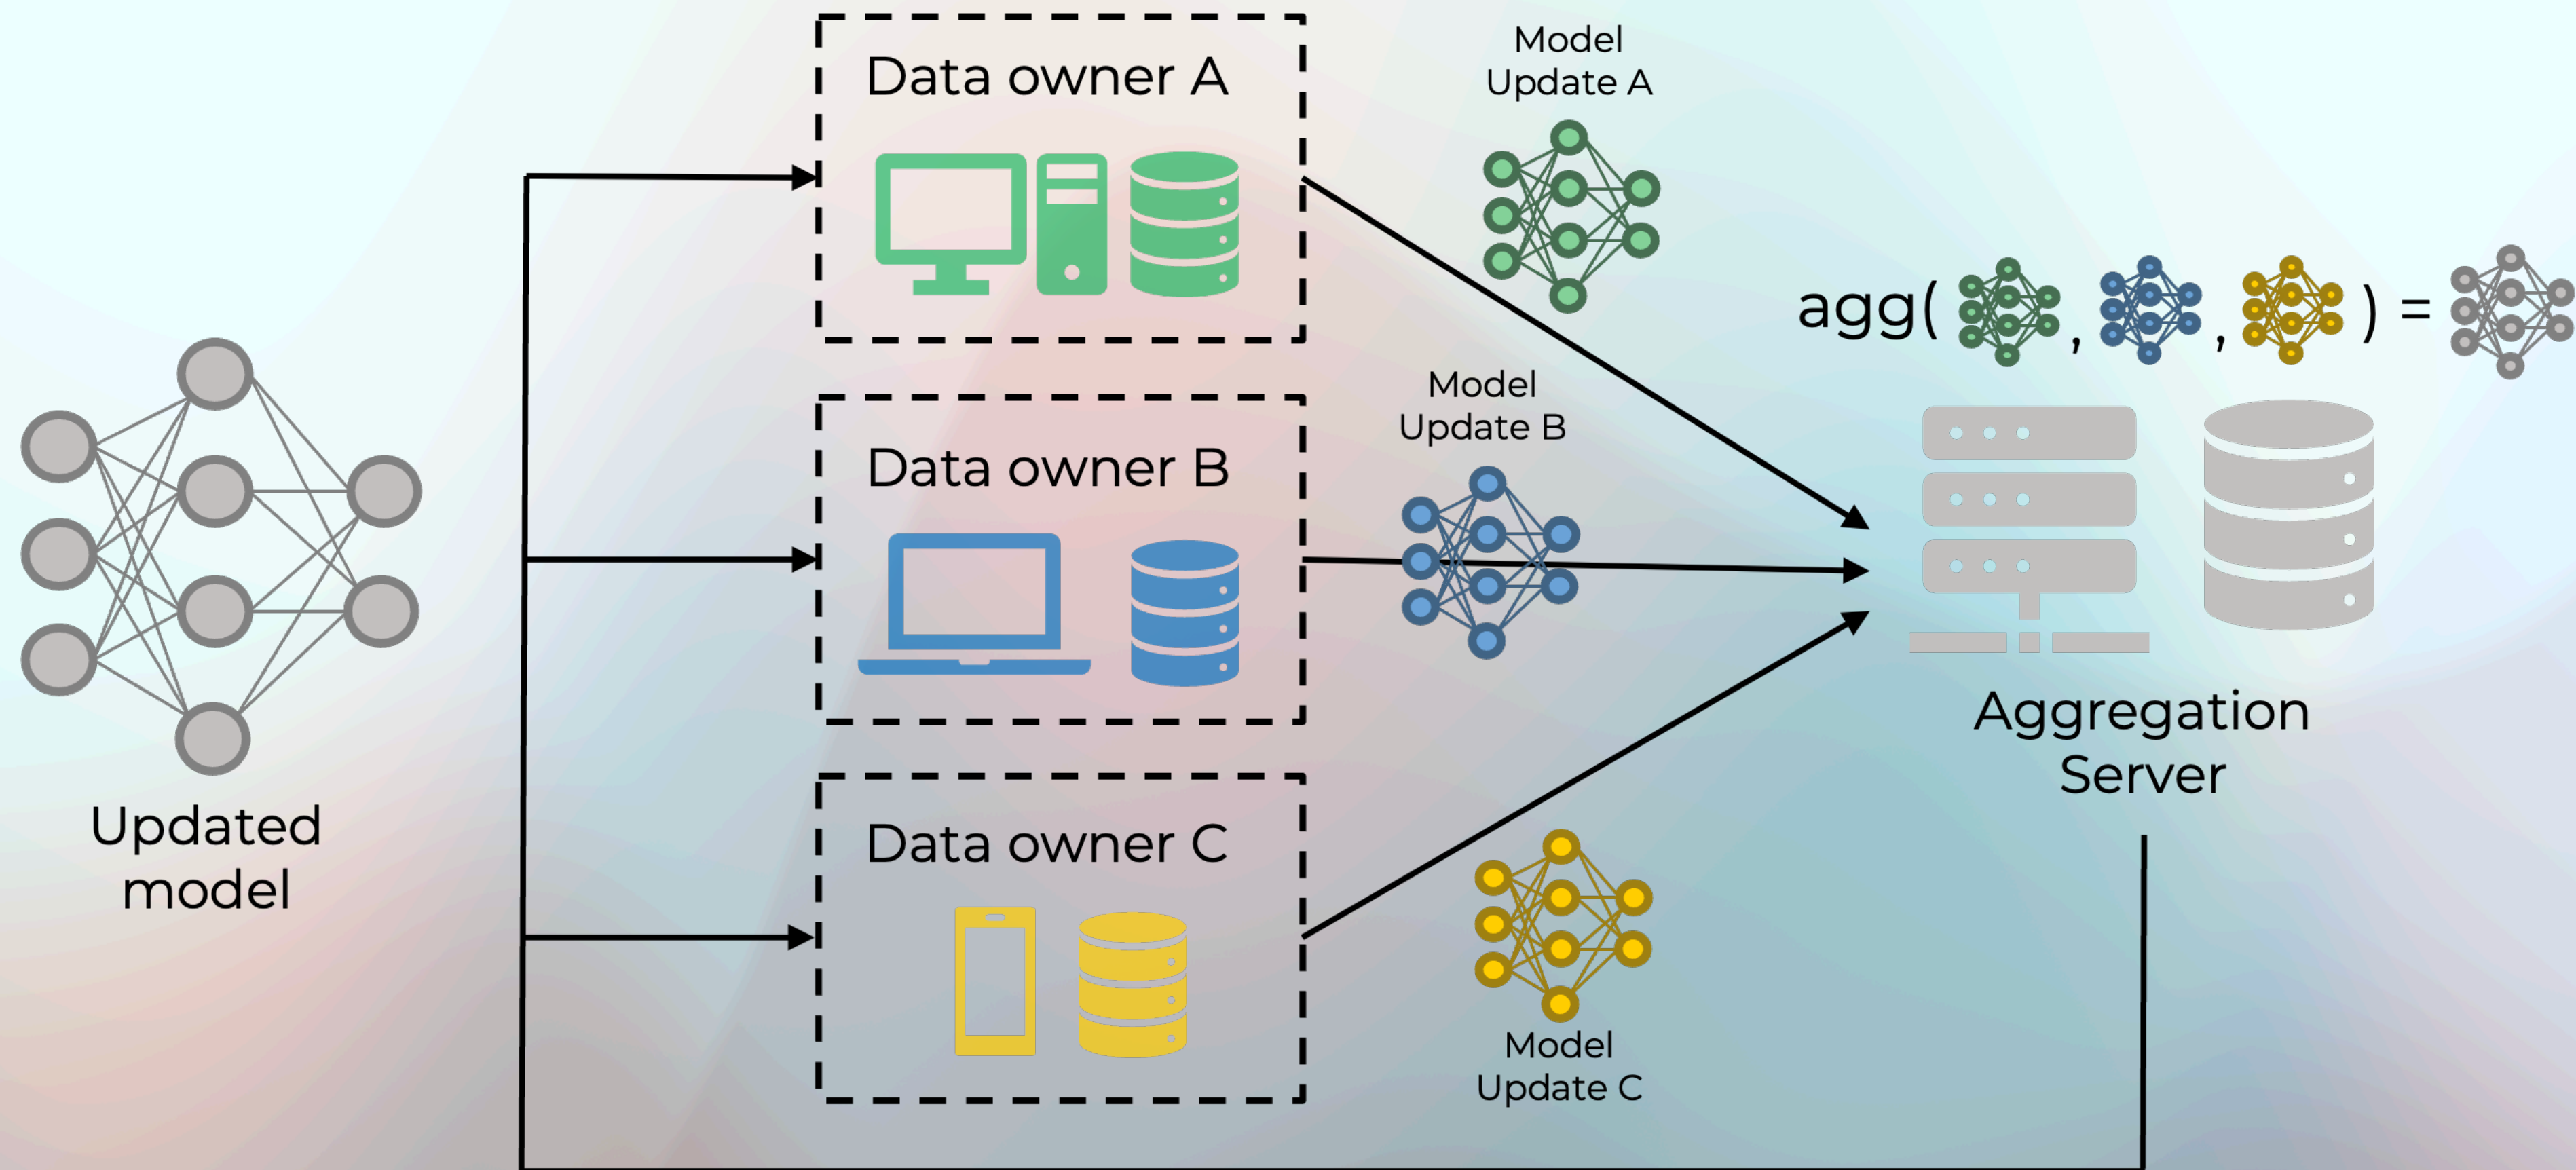 Updated
model
Data owner A
Data owner B
Data owner C
Model
Update A
Model
Update B
Model
Update C
agg( , , ) =
Aggregation
Server